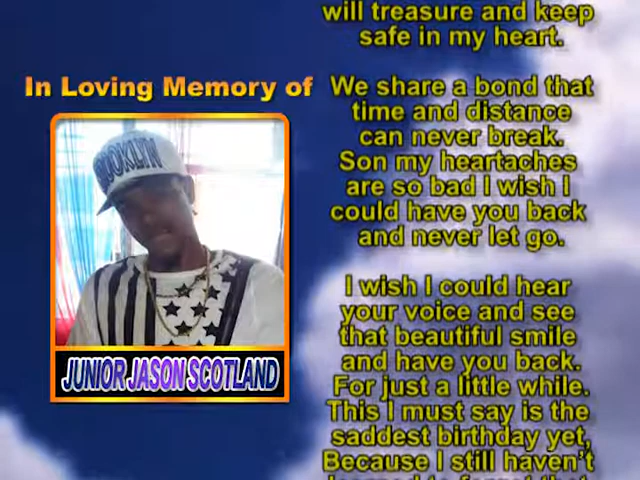 will treasure and keep
safe in my heart.
In Loving Memory of
We share a bond that
time and distance
can never break.
Son my heartaches
are so bad I wish I
could have you back
and never let go.
I wish I could hear
your voice and see
that beautiful smile
and have you back.
For just a little while.
This I must say is the
saddest birthday yet,
Because I still haven't
BROOKLYN
JUNIOR JASON SCOTLAND